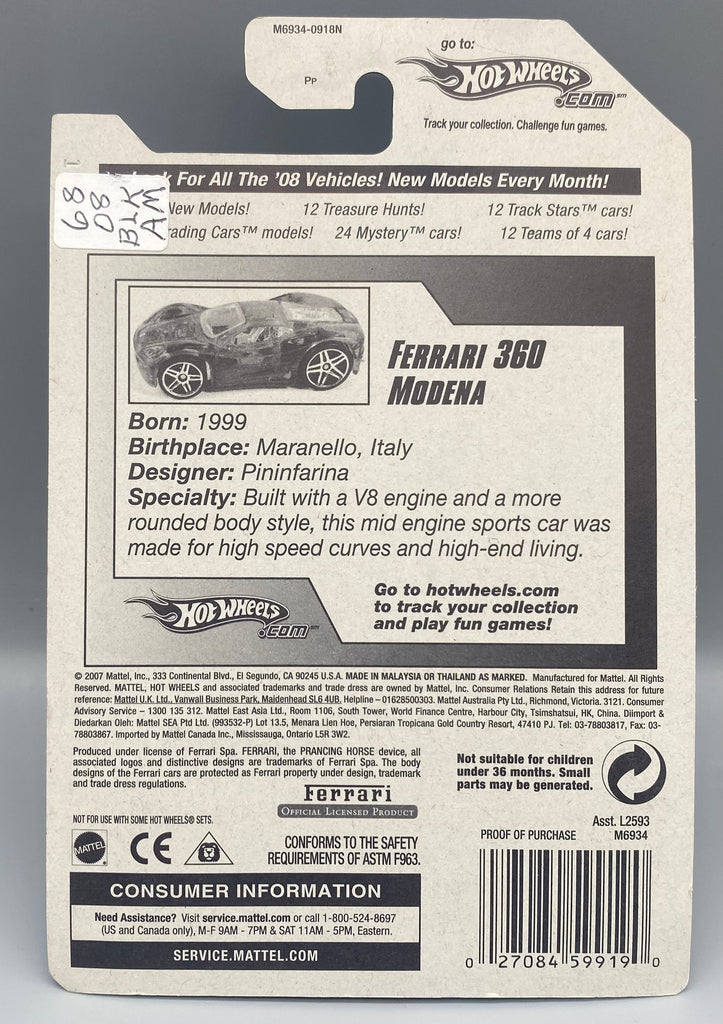 M6934-0918N
PP
go to:
HOT WHEELS
.COM SM
Track your collection. Challenge fun games.
68
08
BLK
AM
For All The '08 Vehicles! New Models Every Month!
New Models! 12 Treasure Hunts! 12 Track Stars™ cars!
Cars™ models! 24 Mystery™ cars! 12 Teams of 4 cars!
FERRARI 360
MODENA
Born: 1999
Birthplace: Maranello, Italy
Designer: Pininfarina
Specialty: Built with a V8 engine and a more
rounded body style, this mid engine sports car was
made for high speed curves and high-end living.
HOT WHEELS
.COM SM
Go to hotwheels.com
to track your collection
and play fun games!
© 2007 Mattel, Inc., 333 Continental Blvd., El Segundo, CA 90245 U.S.A. MADE IN MALAYSIA OR THAILAND AS MARKED. Manufactured for Mattel. All Rights
Reserved. MATTEL, HOT WHEELS and associated trademarks and trade dress are owned by Mattel, Inc. Consumer Relations Retain this address for future
reference: Mattel U.K. Ltd., Vanwall Business Park, Maidenhead SL6 4UB. Helpline – 01628500303. Mattel Australia Pty Ltd., Richmond, Victoria. 3121. Consumer
Advisory Service – 1300 135 312. Mattel East Asia Ltd., Room 1106, South Tower, World Finance Centre, Harbour City, Tsimshatsui, HK, China. Diimport &
Diedarkan Oleh: Mattel SEA Ptd Ltd. (993532-P) Lot 13.5, Menara Lien Hoe, Persiaran Tropicana Golf Country Resort, 47410 PJ. Tel: 03-78803817, Fax: 03-
78803867. Imported by Mattel Canada Inc., Mississauga, Ontario L5R 3W2.
Produced under license of Ferrari Spa. FERRARI, the PRANCING HORSE device, all
associated logos and distinctive designs are trademarks of Ferrari Spa. The body
designs of the Ferrari cars are protected as Ferrari property under design, trademark
and trade dress regulations.
Ferrari
OFFICIAL LICENSED PRODUCT
Not suitable for children
under 36 months. Small
parts may be generated.
NOT FOR USE WITH SOME HOT WHEELS® SETS.
MATTEL
CE
CONFORMS TO THE SAFETY
REQUIREMENTS OF ASTM F963.
Asst. L2593
PROOF OF PURCHASE M6934
CONSUMER INFORMATION
Need Assistance? Visit service.mattel.com or call 1-800-524-8697
(US and Canada only), M-F 9AM - 7PM & SAT 11AM - 5PM, Eastern.
SERVICE.MATTEL.COM
0 27084 59919 0